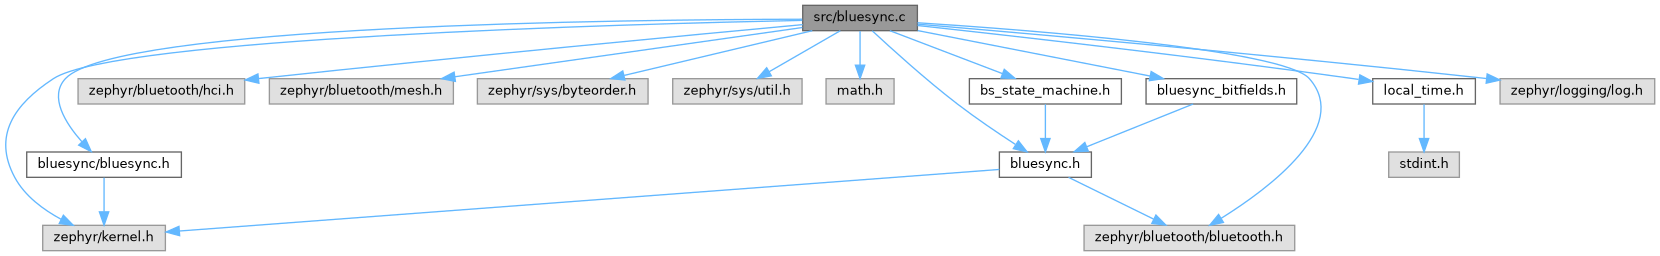 src/bluesync.c
zephyr/bluetooth/hci.h
zephyr/bluetooth/mesh.h
zephyr/sys/byteorder.h
zephyr/sys/util.h
math.h
bs_state_machine.h
bluesync_bitfields.h
local_time.h
zephyr/logging/log.h
bluesync/bluesync.h
bluesync.h
stdint.h
zephyr/kernel.h
zephyr/bluetooth/bluetooth.h